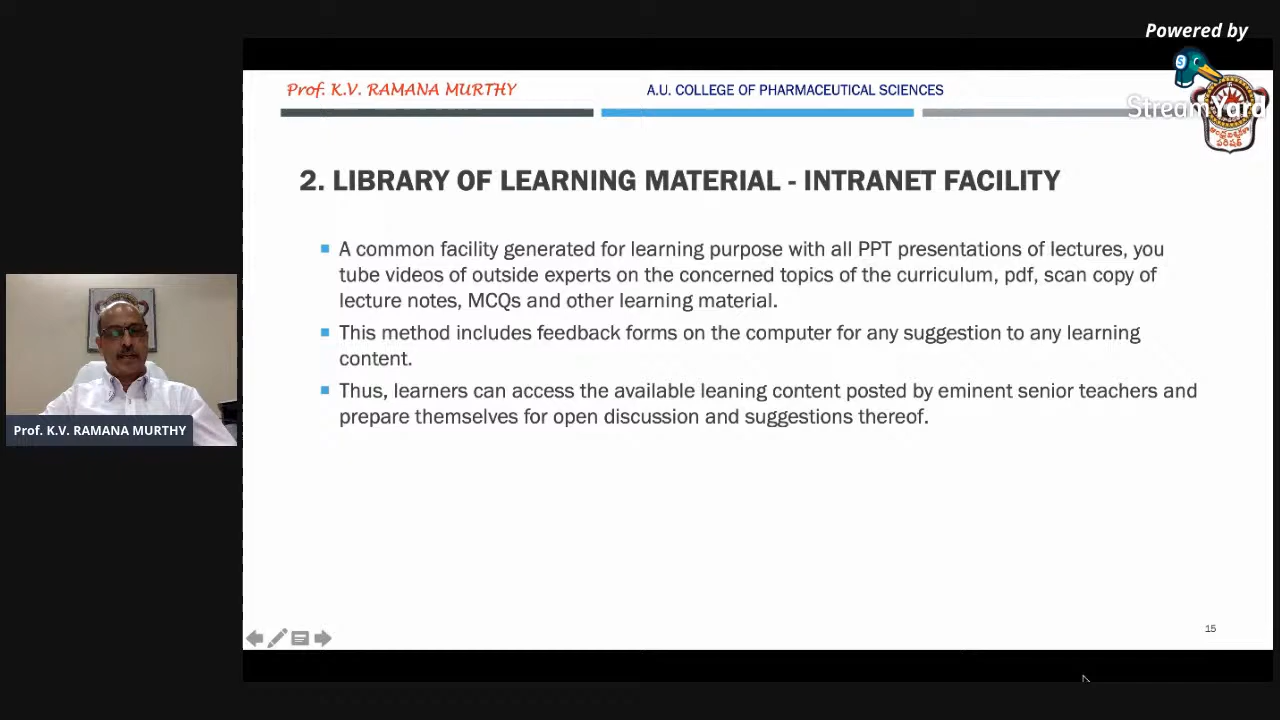 Powered by
StreamYard
Prof. K.V. RAMANA MURTHY
A.U. COLLEGE OF PHARMACEUTICAL SCIENCES
2. LIBRARY OF LEARNING MATERIAL - INTRANET FACILITY
A common facility generated for learning purpose with all PPT presentations of lectures, you
tube videos of outside experts on the concerned topics of the curriculum, pdf, scan copy of
lecture notes, MCQs and other learning material.
This method includes feedback forms on the computer for any suggestion to any learning
content.
Thus, learners can access the available leaning content posted by eminent senior teachers and
prepare themselves for open discussion and suggestions thereof.
Prof. K.V. RAMANA MURTHY
15